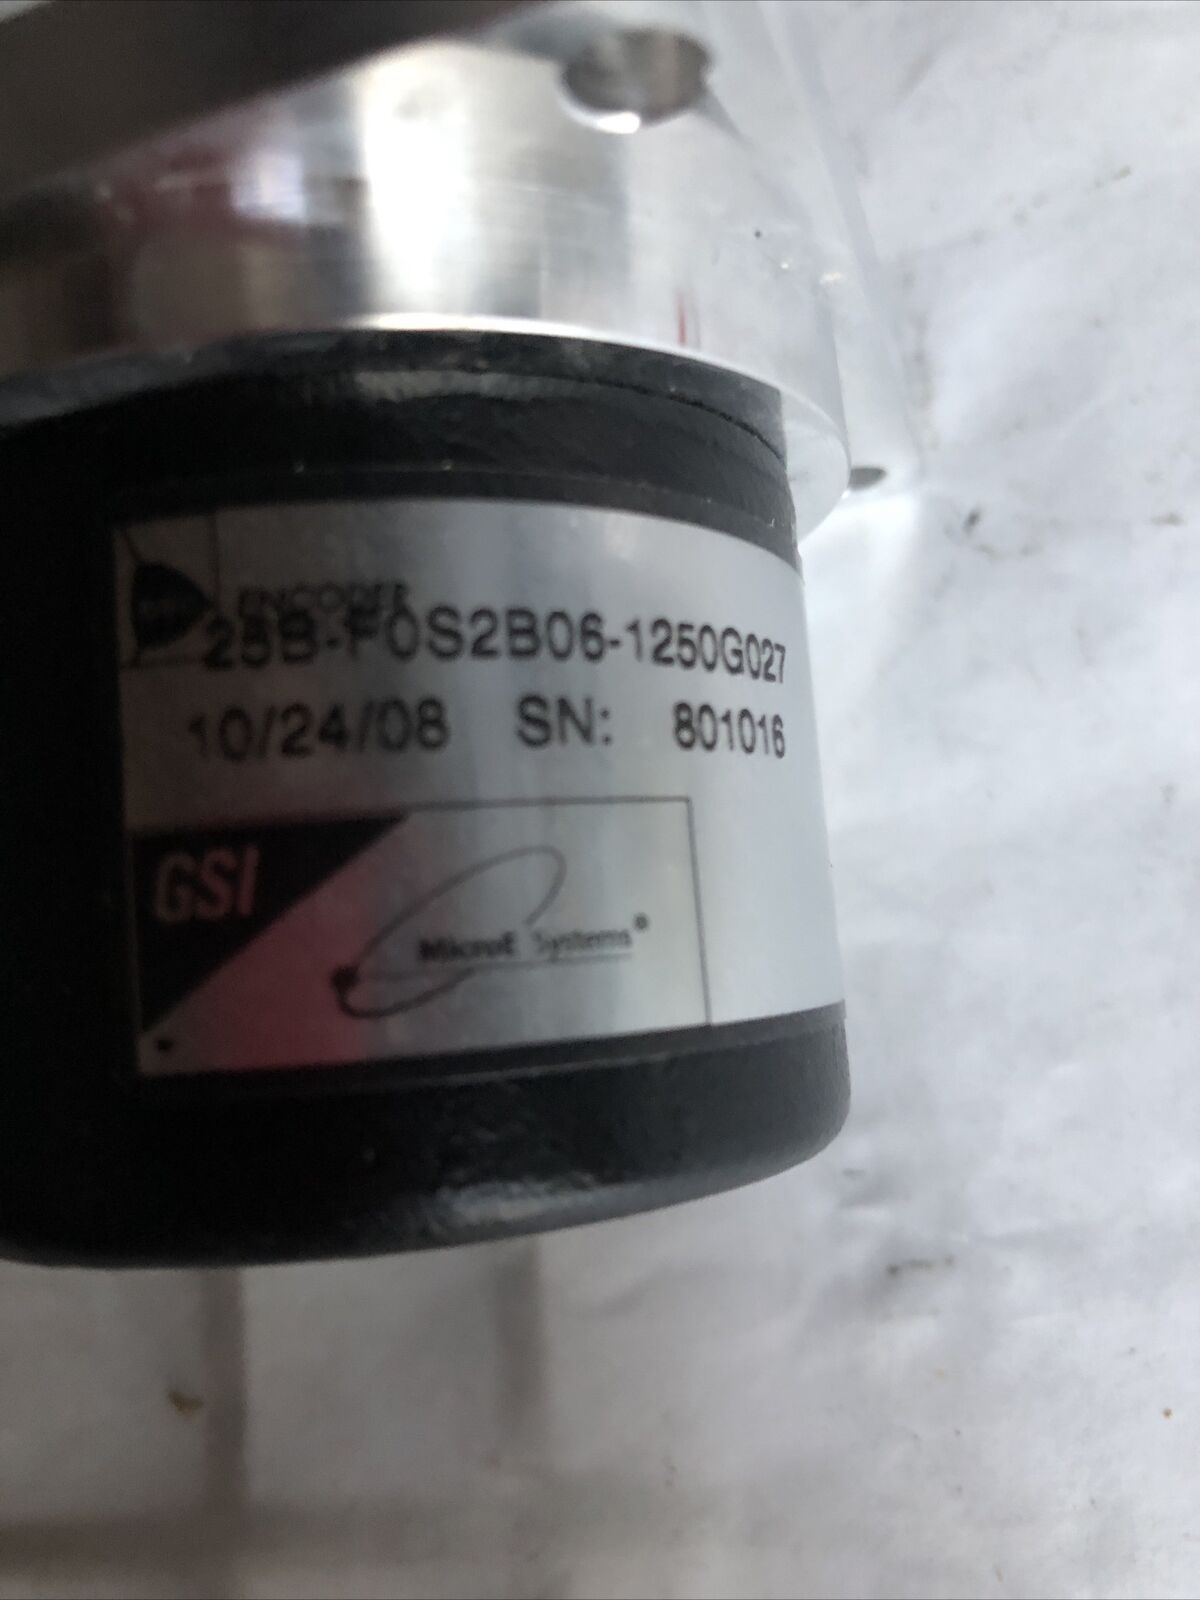 ENCODER
25B-F0S2B06-1250G027
10/24/08 SN: 801016
GSI
MicroE Systems®